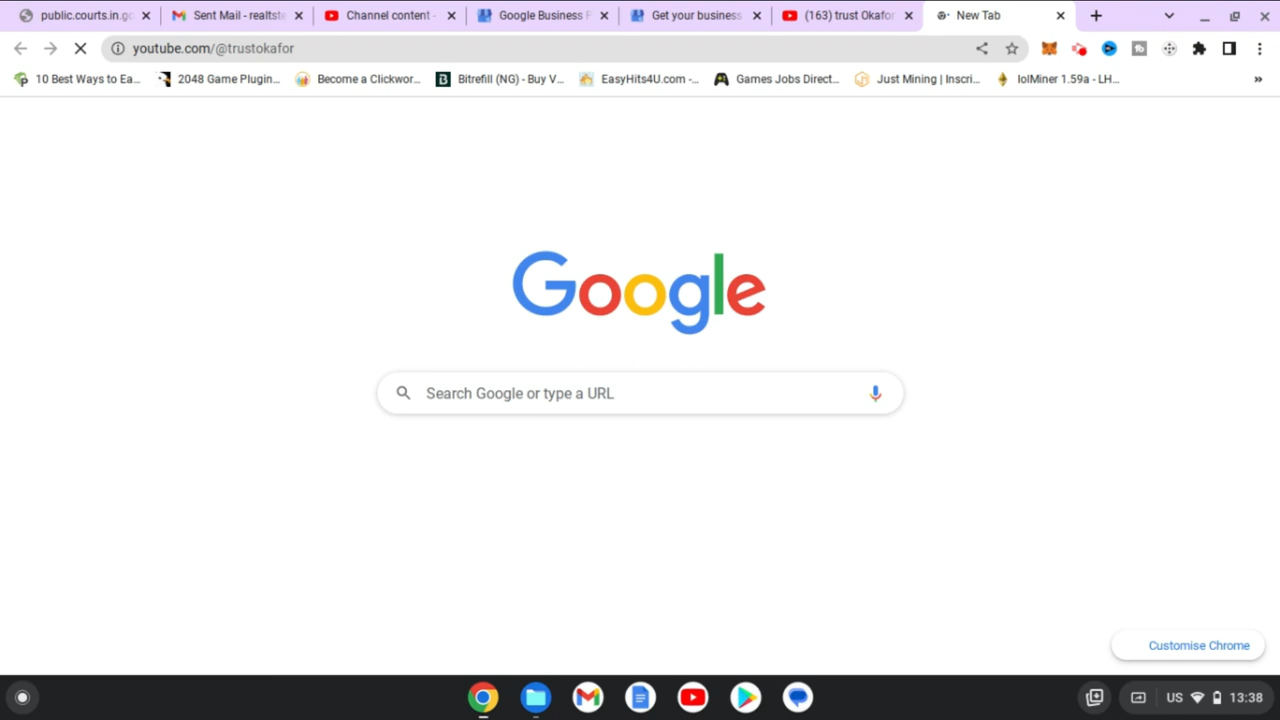 public.courts.in.go
Sent Mail - realtste
Channel content -
Google Business P
Get your business
(163) trust Okafor
New Tab
youtube.com/@trustokafor
10 Best Ways to Ea...
2048 Game Plugin...
Become a Clickwor...
Bitrefill (NG) - Buy V...
EasyHits4U.com -...
Games Jobs Direct...
Just Mining | Inscri...
lolMiner 1.59a - LH...
Google
Search Google or type a URL
Customise Chrome
US 13:38